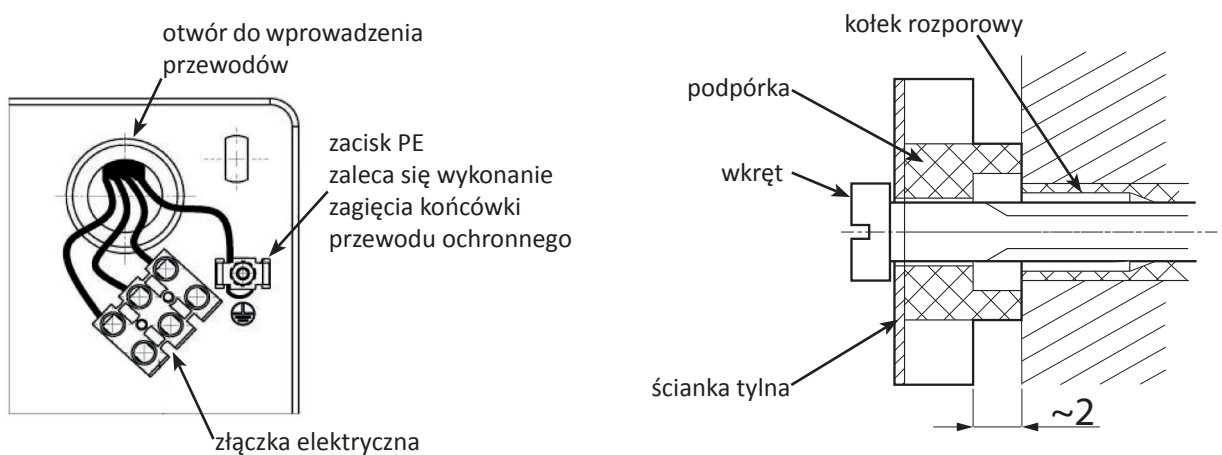 otwór do wprowadzenia
przewodów
zacisk PE
zaleca się wykonanie
zagięcia końcówki
przewodu ochronnego
złączka elektryczna
kołek rozporowy
podpórka
wkręt
ścianka tylna
~2